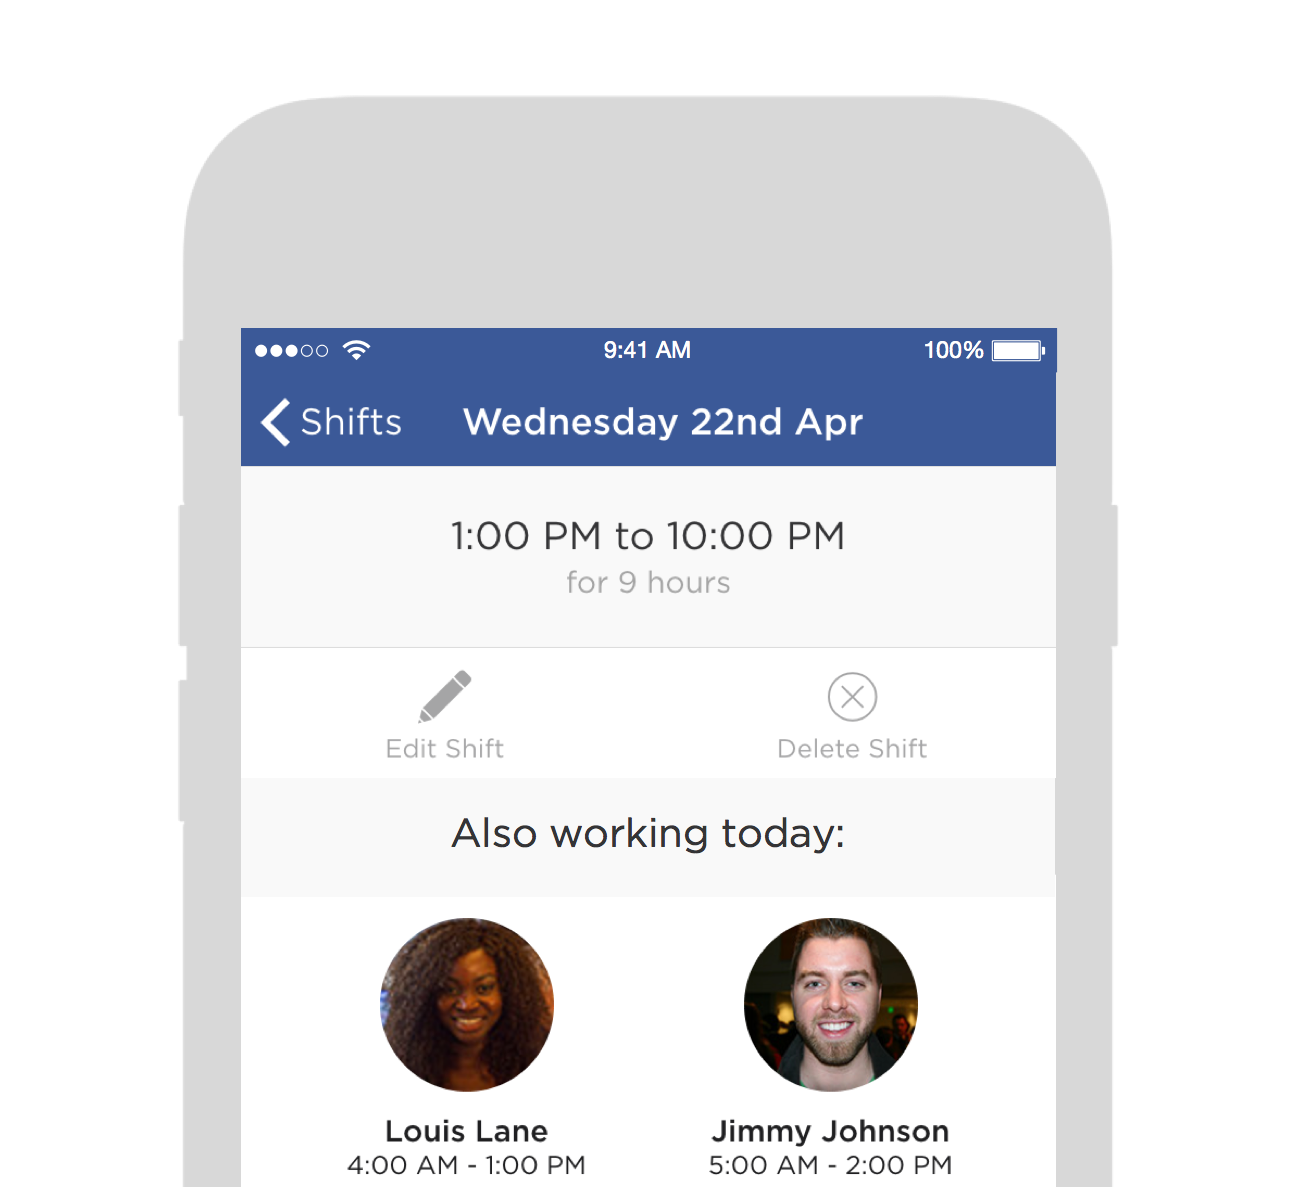 9:41 AM
100%
Shifts
Wednesday 22nd Apr
1:00 PM to 10:00 PM
for 9 hours
Edit Shift
Delete Shift
Also working today:
Louis Lane
Jimmy Johnson
4:00 AM - 1:00 PM
5:00 AM - 2:00 PM